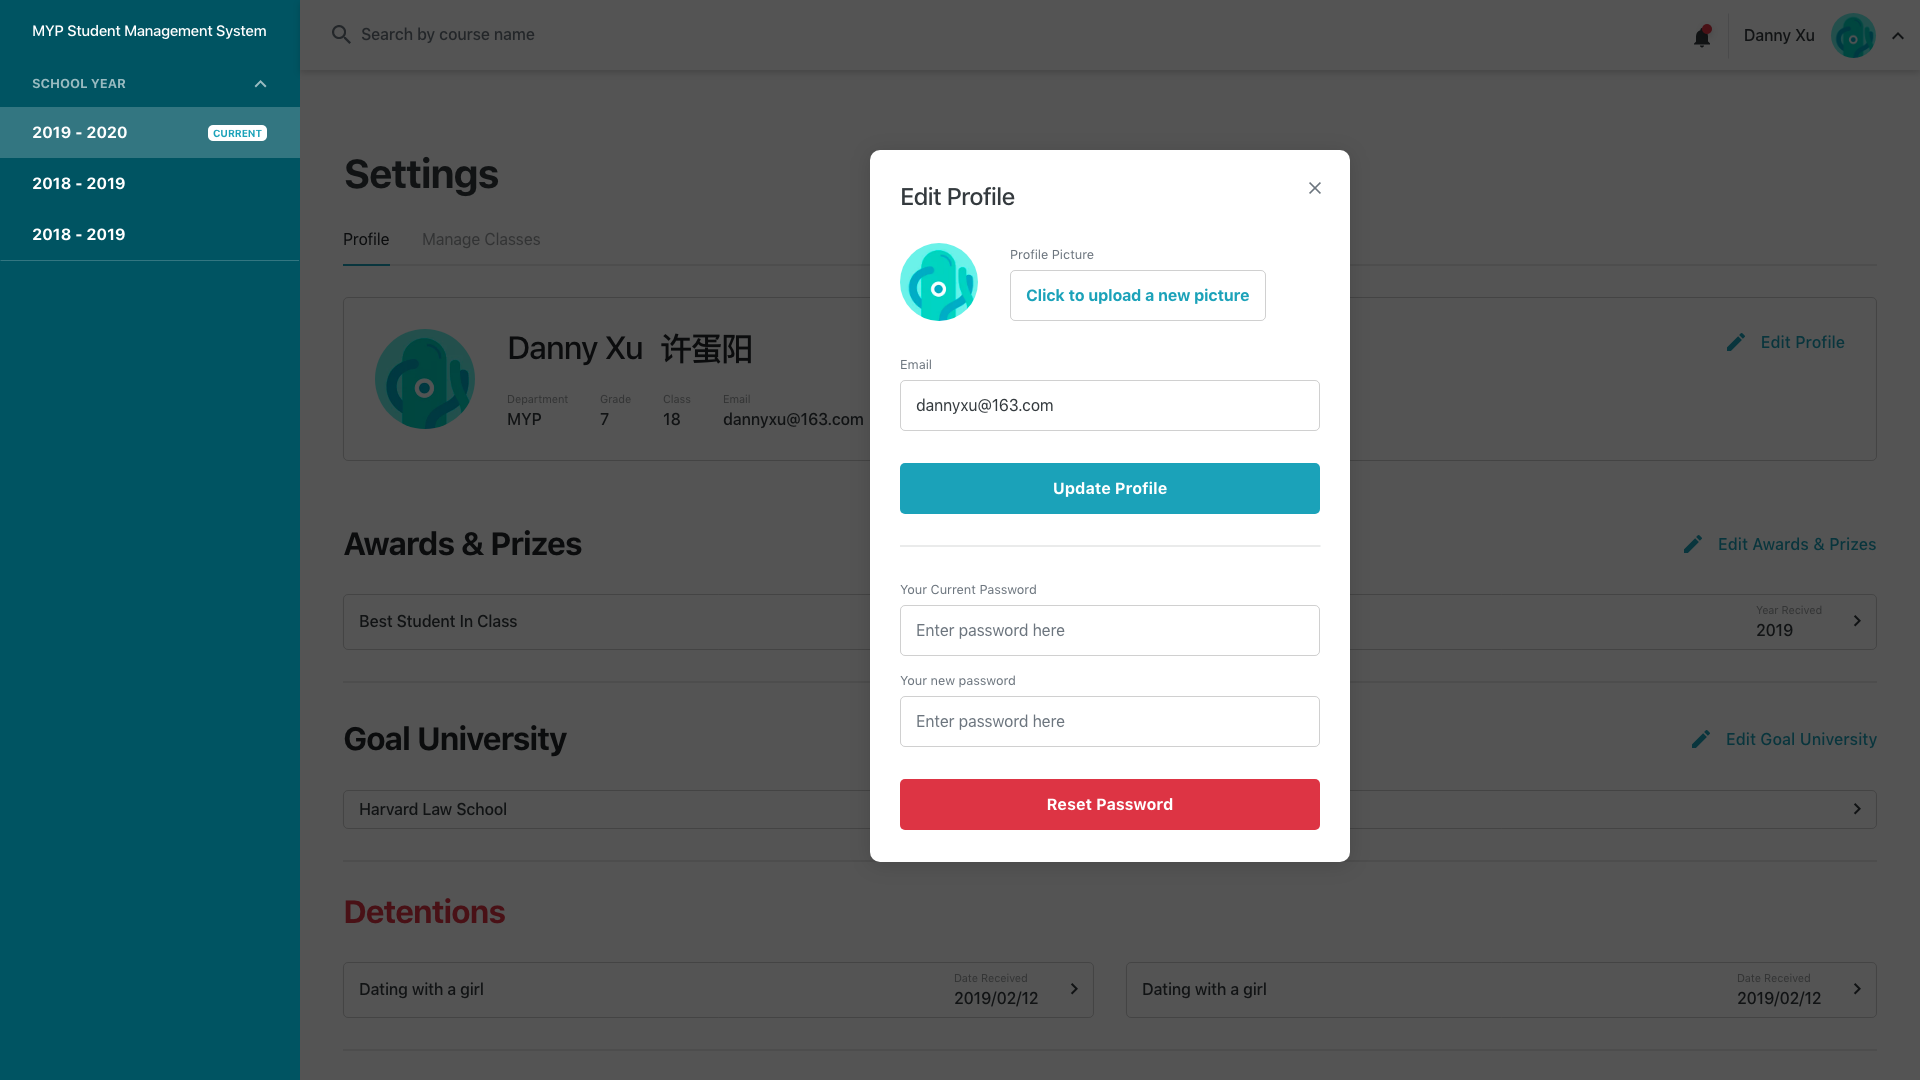 MYP Student Management System
SCHOOL YEAR
2019 - 2020
CURRENT
2018 - 2019
2018 - 2019
Search by course name
Danny Xu
Settings
Profile
Manage Classes
Danny Xu 许蛋阳
Edit Profile
Department
Grade
Class
Email
MYP
7
18
dannyxu@163.com
Awards & Prizes
Edit Awards & Prizes
Best Student In Class
Year Recived
2019
Goal University
Edit Goal University
Harvard Law School
Detentions
Dating with a girl
Date Received
2019/02/12
Dating with a girl
Date Received
2019/02/12
Edit Profile
Profile Picture
Click to upload a new picture
Email
dannyxu@163.com
Update Profile
Your Current Password
Enter password here
Your new password
Enter password here
Reset Password